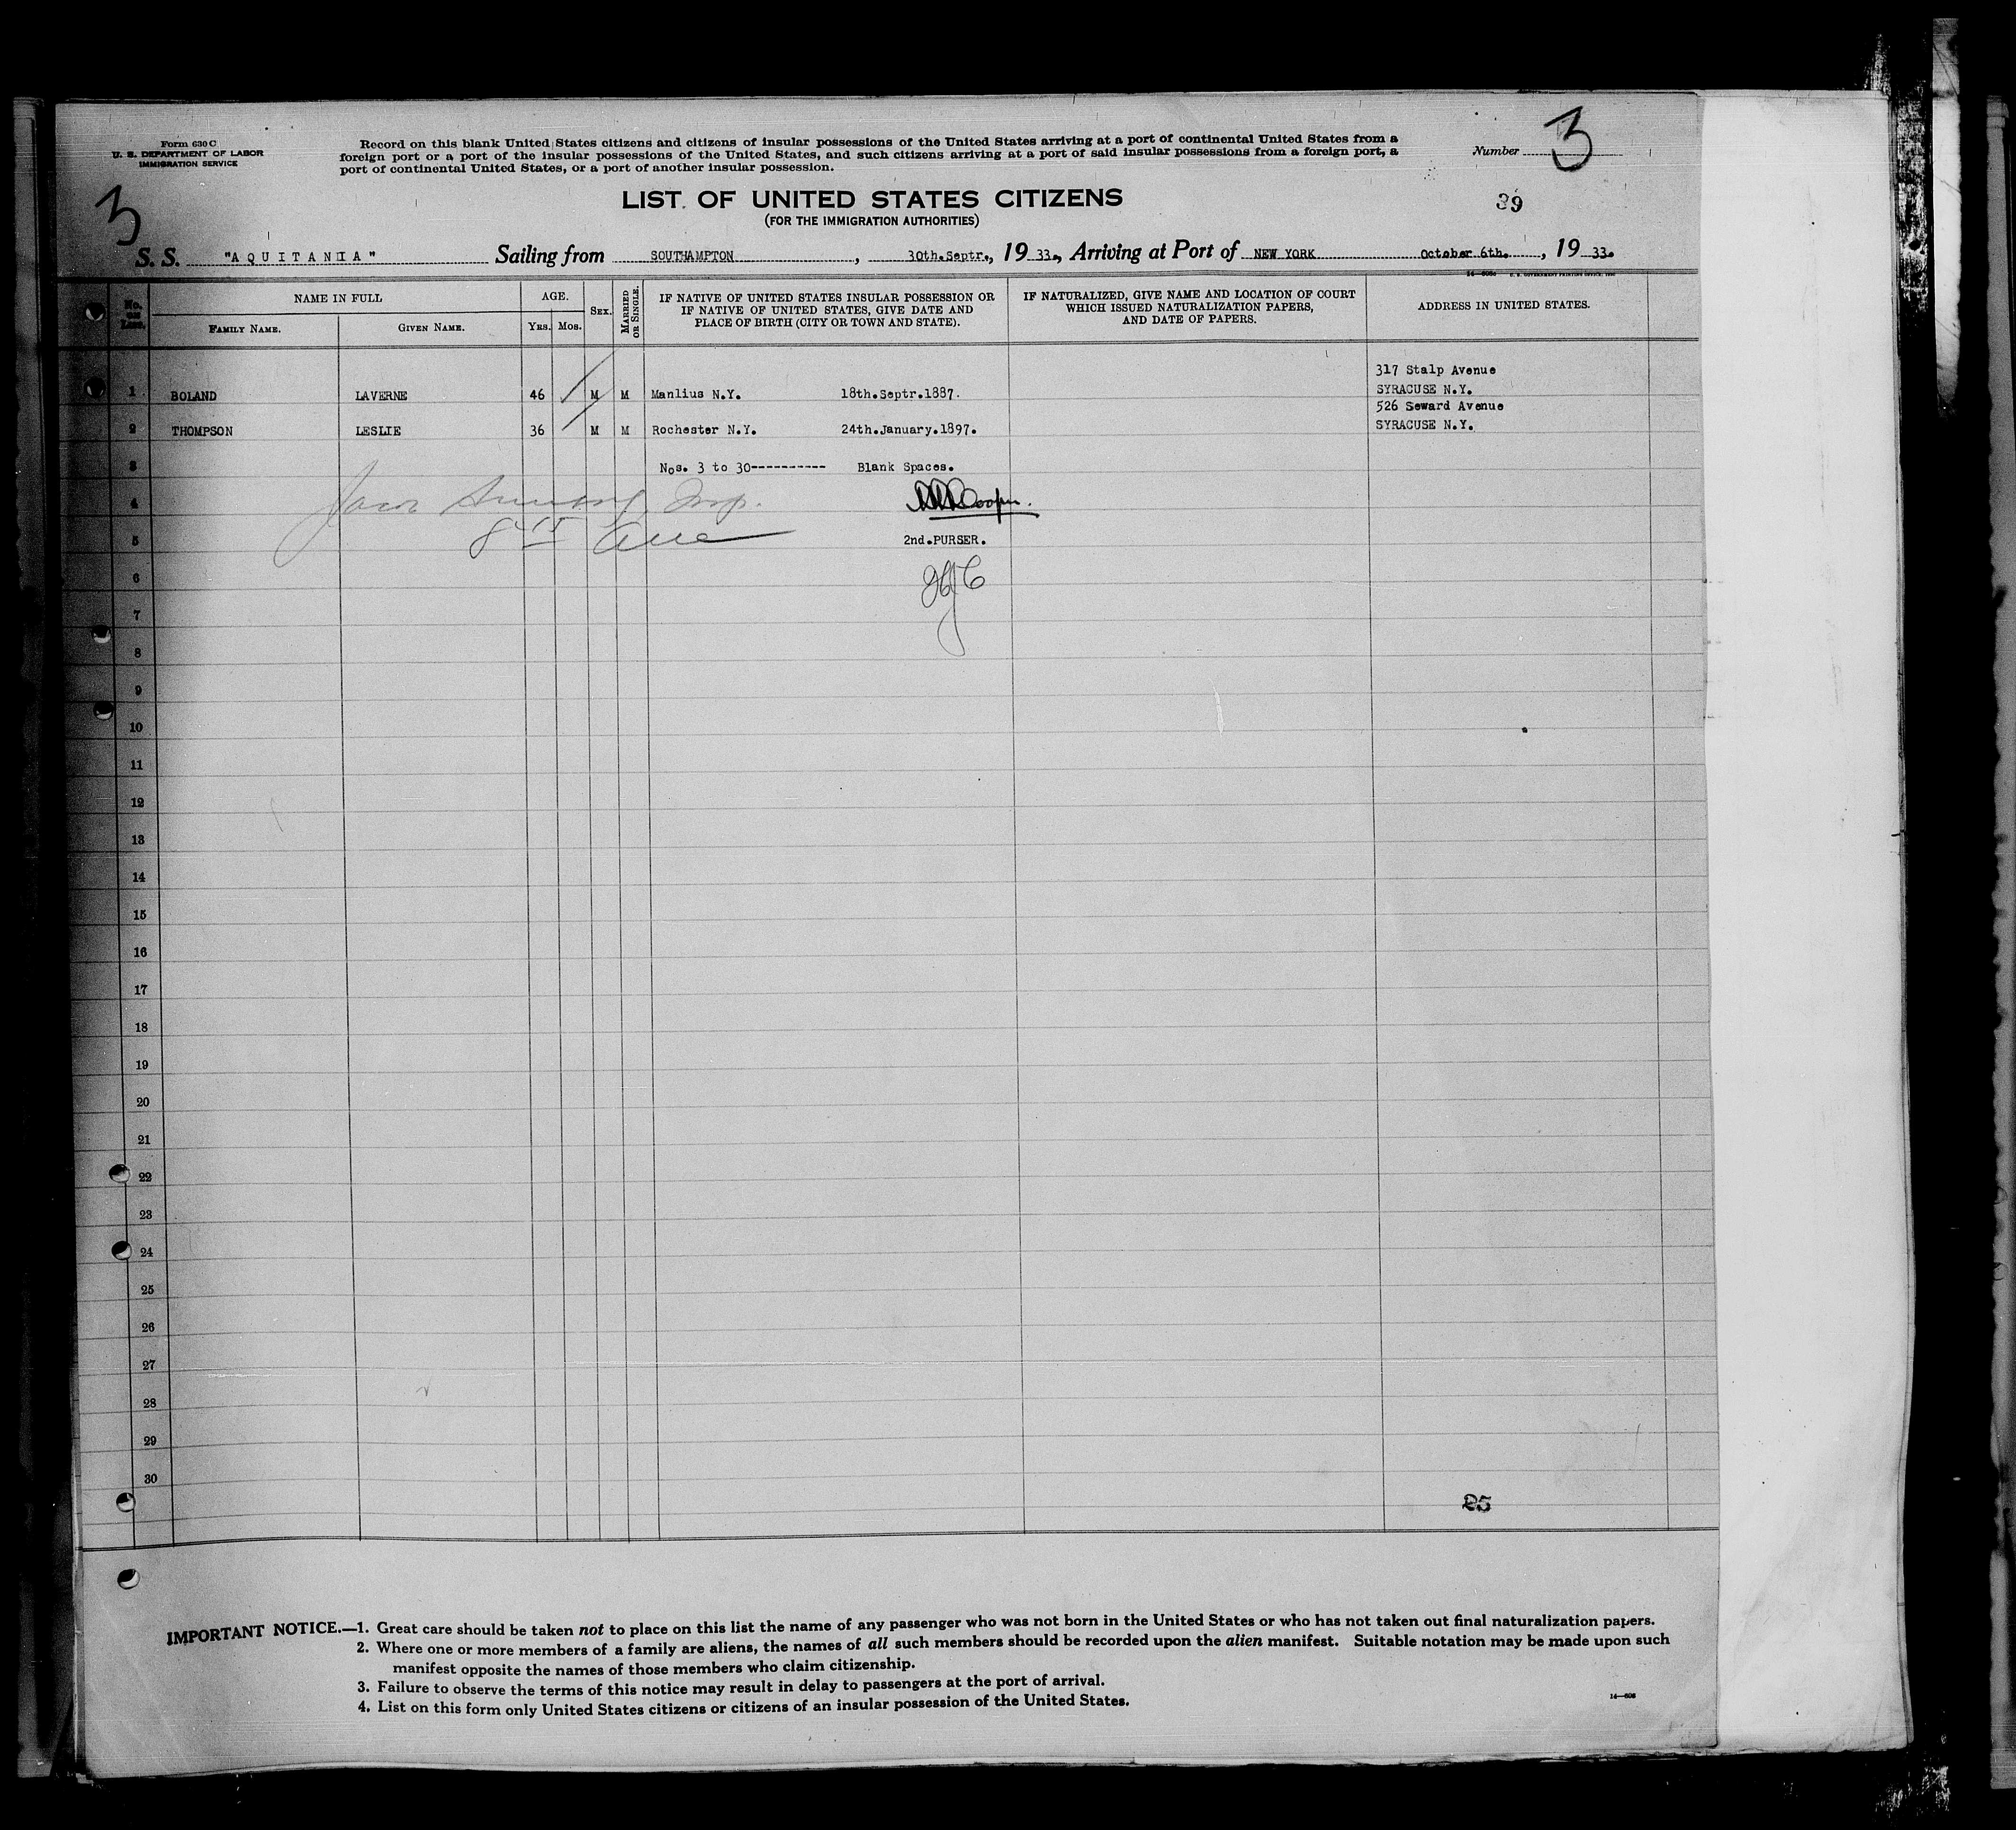 Form 630 C
U. S. DEPARTMENT OF LABOR
IMMIGRATION SERVICE
Record on this blank United States citizens and citizens of insular possessions of the United States arriving at a port of continental United States from a
foreign port or a port of the insular possessions of the United States, and such citizens arriving at a port of said insular possessions from a foreign port, a
port of continental United States, or a port of another insular possession.
Number 3
3
LIST OF UNITED STATES CITIZENS
(FOR THE IMMIGRATION AUTHORITIES)
39
S. S. "AQUITANIA" Sailing from SOUTHAMPTON, 30th.Septr., 19 33., Arriving at Port of NEW YORK October 6th., 19 33.
No. on List.
NAME IN FULL
FAMILY NAME. GIVEN NAME.
AGE.
YRS. MOS.
SEX.
MARRIED OR SINGLE.
IF NATIVE OF UNITED STATES INSULAR POSSESSION OR
IF NATIVE OF UNITED STATES, GIVE DATE AND
PLACE OF BIRTH (CITY OR TOWN AND STATE).
IF NATURALIZED, GIVE NAME AND LOCATION OF COURT
WHICH ISSUED NATURALIZATION PAPERS,
AND DATE OF PAPERS.
ADDRESS IN UNITED STATES.
317 Stalp Avenue
1 BOLAND LAVERNE 46 M M Manlius N.Y. 18th.Septr.1887. SYRACUSE N.Y.
526 Seward Avenue
2 THOMPSON LESLIE 36 M M Rochester N.Y. 24th.January.1897. SYRACUSE N.Y.
3 Nos. 3 to 30---------- Blank Spaces.
4 Insp. Cooper.
5 2nd.PURSER.
6
7
8
9
10
11
12
13
14
15
16
17
18
19
20
21
22
23
24
25
26
27
28
29
30
25
IMPORTANT NOTICE.—1. Great care should be taken not to place on this list the name of any passenger who was not born in the United States or who has not taken out final naturalization papers.
2. Where one or more members of a family are aliens, the names of all such members should be recorded upon the alien manifest. Suitable notation may be made upon such
manifest opposite the names of those members who claim citizenship.
3. Failure to observe the terms of this notice may result in delay to passengers at the port of arrival.
4. List on this form only United States citizens or citizens of an insular possession of the United States.